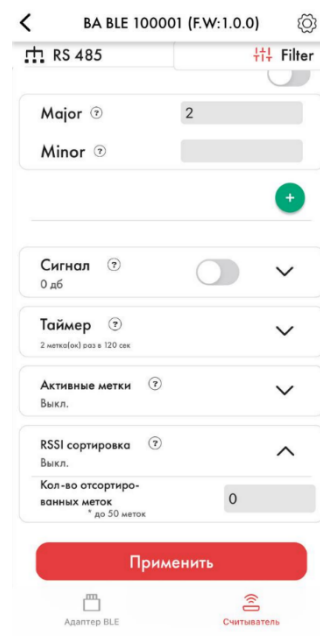 BA BLE 100001 (F.W:1.0.0)
RS 485
Filter
Major ?
2
Minor ?
+
Сигнал ?
0 дб
Таймер ?
2 метко(ок) раз в 120 сек
Активные метки ?
Выкл.
RSSI сортировка ?
Выкл.
Кол-во отсортиро-
ванных меток
0
* до 50 меток
Применить
Адаптер BLE
Считыватель